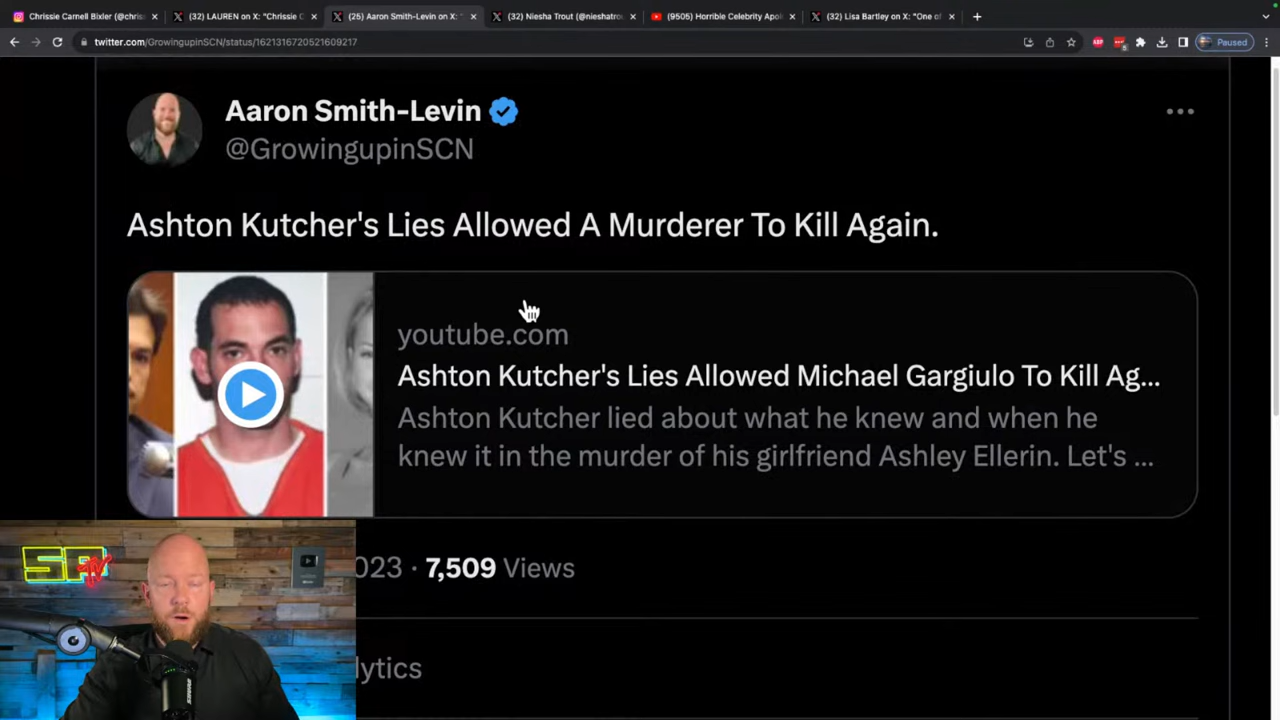 Chrissie Carnell Bixler (@chris
(32) LAUREN on X: "Chrissie C
(25) Aaron Smith-Levin on X: "
(32) Niesha Trout (@nieshatro
(9505) Horrible Celebrity Apol
(32) Lisa Bartley on X: "One of
twitter.com/GrowingupinSCN/status/1621316720521609217
ABP
5
Paused
Aaron Smith-Levin
@GrowingupinSCN
Ashton Kutcher's Lies Allowed A Murderer To Kill Again.
youtube.com
Ashton Kutcher's Lies Allowed Michael Gargiulo To Kill Ag...
Ashton Kutcher lied about what he knew and when he
knew it in the murder of his girlfriend Ashley Ellerin. Let's ...
023 · 7,509 Views
lytics
SPTV